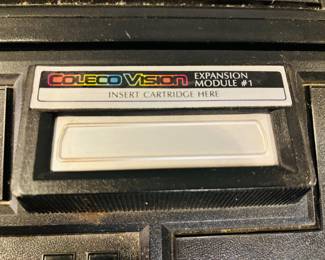 COLECOVISION EXPANSION
MODULE #1
INSERT CARTRIDGE HERE